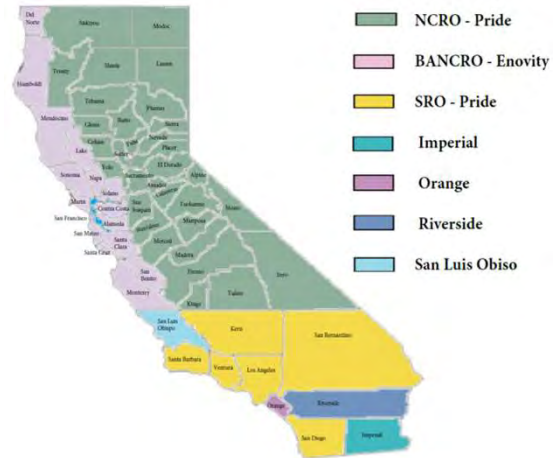 Del
Norte
Siskiyou
Modoc
Humboldt
Trinity
Shasta
Lassen
Tehama
Plumas
Mendocino
Glenn
Butte
Sierra
Nevada
Colusa
Yuba
Placer
Lake
Sutter
El Dorado
Yolo
Sonoma
Napa
Sacramento
Alpine
Amador
Solano
Calaveras
Marin
Contra Costa
San
Joaquin
Tuolumne
Mono
San Francisco
Alameda
Stanislaus
Mariposa
San Mateo
Santa
Clara
Merced
Santa Cruz
Madera
San
Benito
Fresno
Inyo
Monterey
Kings
Tulare
San Luis
Obispo
Kern
San Bernardino
Santa Barbara
Ventura
Los Angeles
Orange
Riverside
San Diego
Imperial
NCRO - Pride
BANCRO - Enovity
SRO - Pride
Imperial
Orange
Riverside
San Luis Obiso